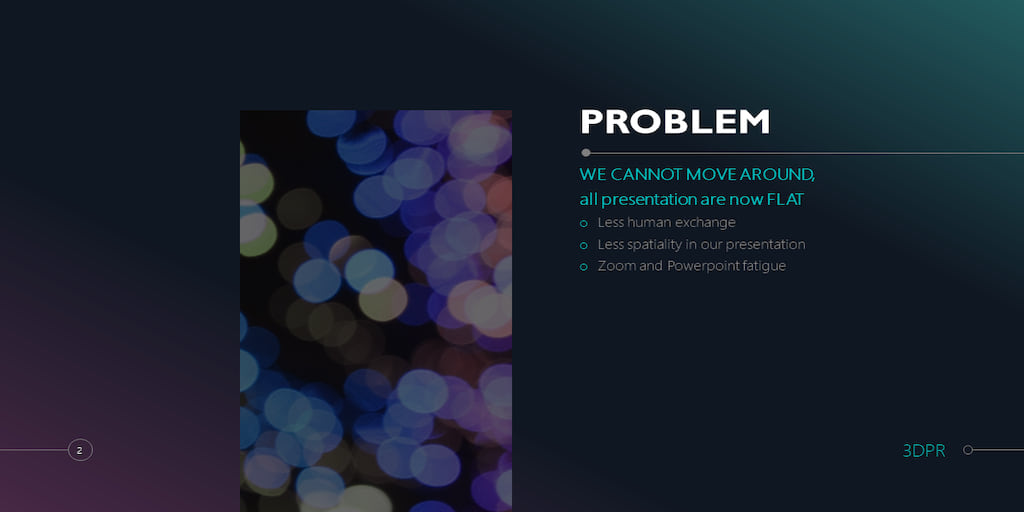 PROBLEM
WE CANNOT MOVE AROUND,
all presentation are now FLAT
Less human exchange
Less spatiality in our presentation
Zoom and Powerpoint fatigue
2
3DPR